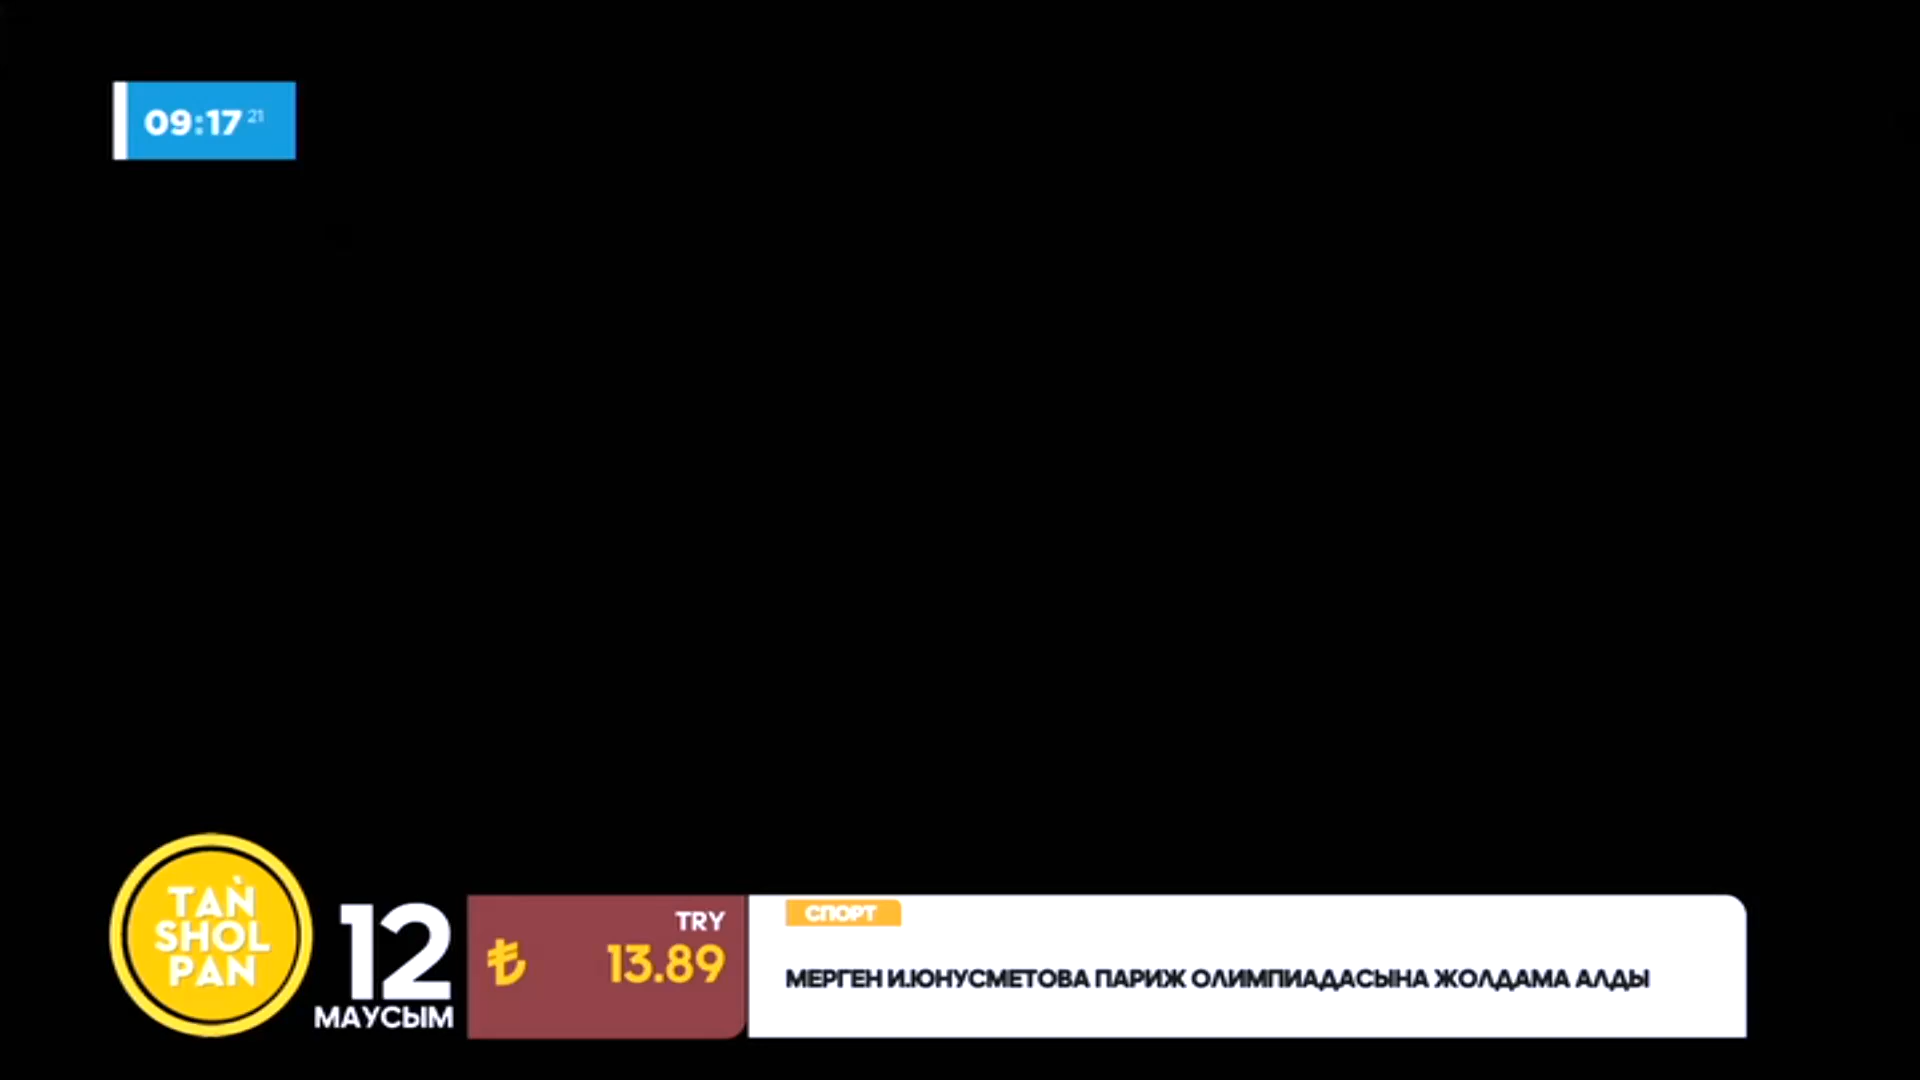 09:17 21
TAŃ
SHOL
PAN
12
МАУСЫМ
TRY
₺ 13.89
СПОРТ
МЕРГЕН И.ЮНУСМЕТОВА ПАРИЖ ОЛИМПИАДАСЫНА ЖОЛДАМА АЛДЫ